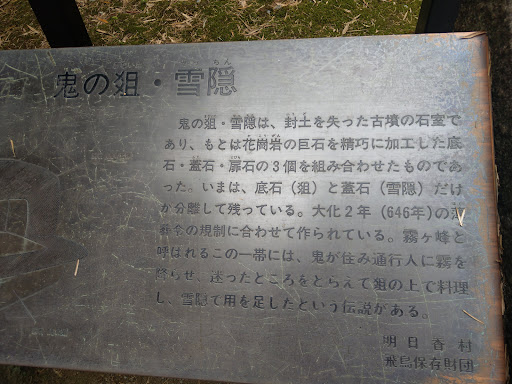 鬼の俎・雪隠
せっちん
鬼の俎・雪隠は、封土を失った古墳の石室で
あり、もとは花崗岩の巨石を精巧に加工した底
石・蓋石・扉石の3個を組み合わせたものであ
った。いまは、底石（俎）と蓋石（雪隠）だけ
が分離して残っている。大化2年（646年）の薄
葬令の規制に合わせて作られている。霧ヶ峰と
呼ばれるこの一帯には、鬼が住み通行人に霧を
降らせ、迷ったところをとらえて俎の上で料理
し、雪隠で用を足したという伝説がある。
明日香村
飛鳥保存財団